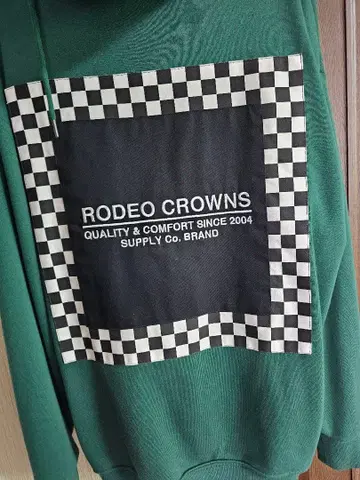 RODEO CROWNS
QUALITY & COMFORT SINCE 2004
SUPPLY Co. BRAND